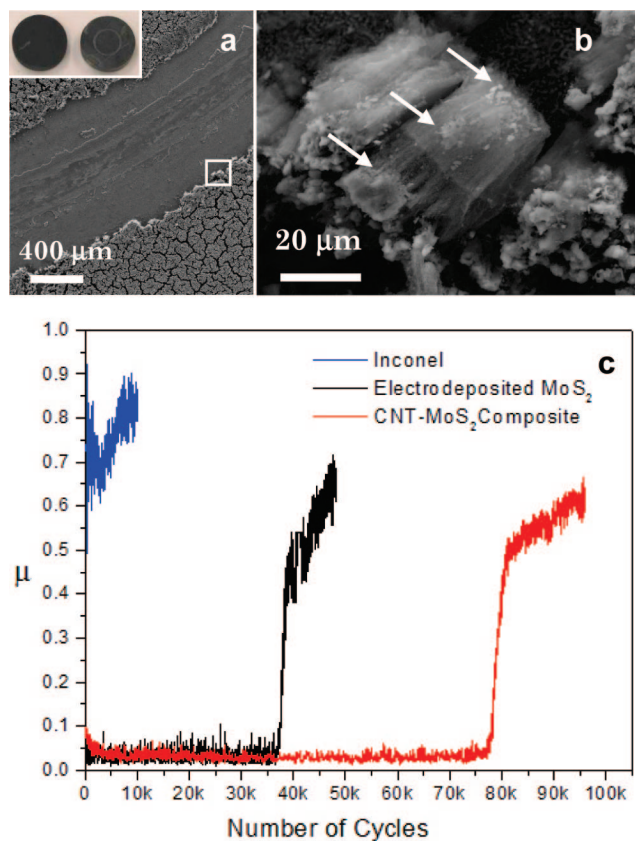 a
400 µm
b
20 µm
c
Inconel
Electrodeposited MoS₂
CNT-MoS₂Composite
1.0
0.9
0.8
0.7
0.6
0.5
0.4
0.3
0.2
0.1
0.0
µ
0 10k 20k 30k 40k 50k 60k 70k 80k 90k 100k
Number of Cycles